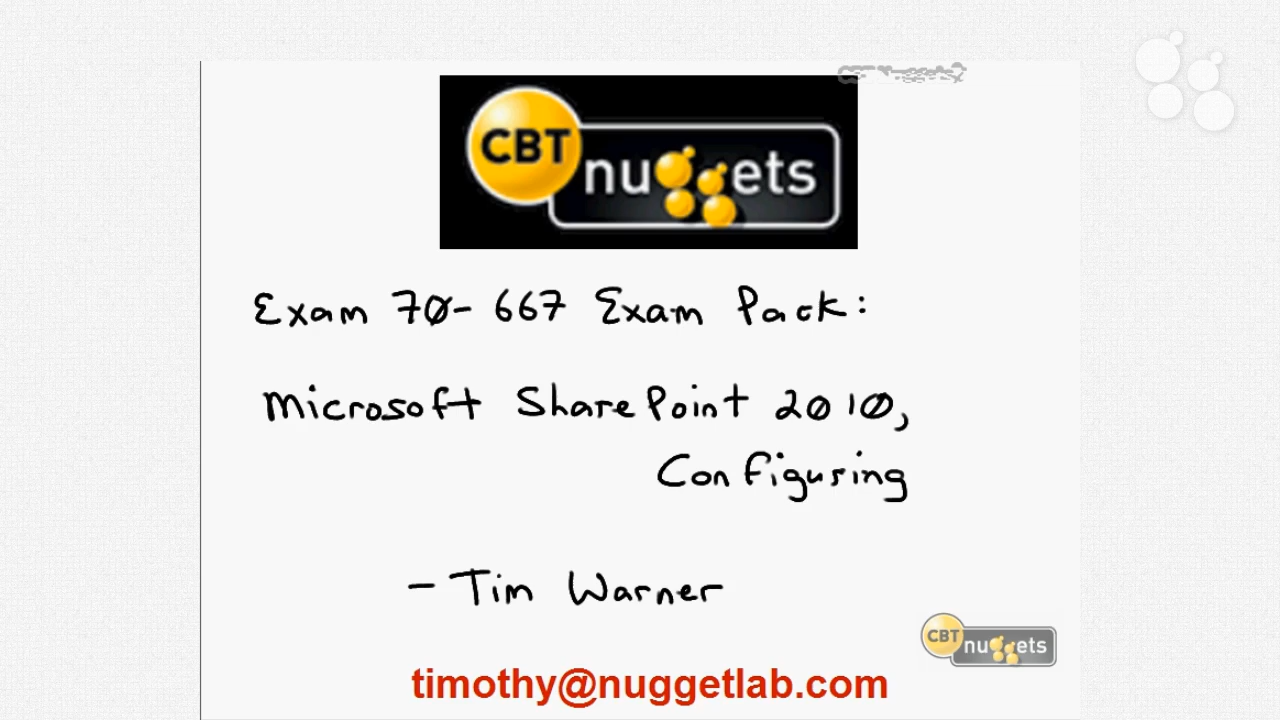 CBT nuggets
Exam 70-667 Exam Pack:
Microsoft SharePoint 2010,
Configuring
- Tim Warner
CBT nuggets
timothy@nuggetlab.com